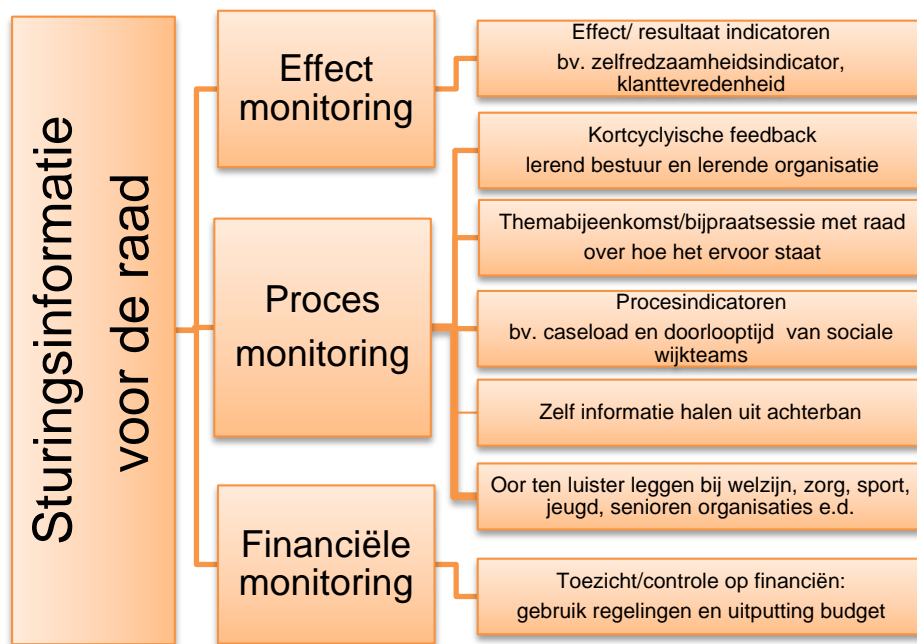 Sturingsinformatie
voor de raad
Effect
monitoring
Effect/ resultaat indicatoren
bv. zelfredzaamheidsindicator,
klanttevredenheid
Proces
monitoring
Kortcyclyische feedback
lerend bestuur en lerende organisatie
Themabijeenkomst/bijpraatsessie met raad
over hoe het ervoor staat
Procesindicatoren
bv. caseload en doorlooptijd van sociale
wijkteams
Zelf informatie halen uit achterban
Oor ten luister leggen bij welzijn, zorg, sport,
jeugd, senioren organisaties e.d.
Financiële
monitoring
Toezicht/controle op financiën:
gebruik regelingen en uitputting budget